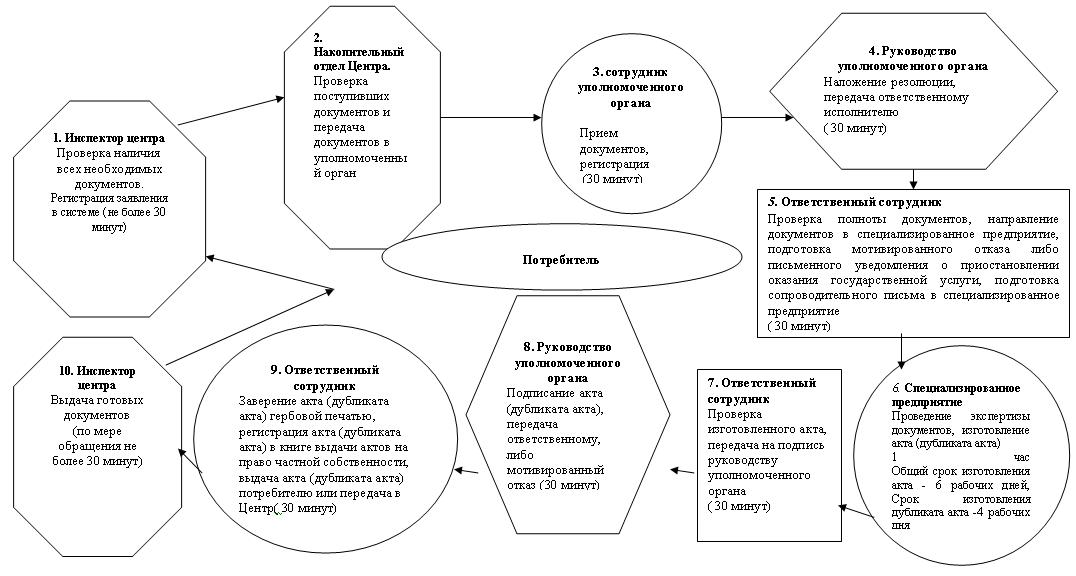 1. Инспектор центра
Проверка наличия
всех необходимых
документов.
Регистрация заявления
в системе (не более 30
минут)
2.
Накопительный
отдел Центра.
Проверка
поступивших
документов и
передача
документов в
уполномоченны
й орган
3. сотрудник
уполномоченного
органа
Прием
документов,
регистрация
(30 минут)
4. Руководство
уполномоченного органа
Наложение резолюции,
передача ответственному
исполнителю
( 30 минут)
5. Ответственный сотрудник
Проверка полноты документов, направление
документов в специализированное предприятие,
подготовка мотивированного отказа либо
письменного уведомления о приостановлении
оказания государственной услуги, подготовка
сопроводительного письма в специализированное
предприятие
( 30 минут)
Потребитель
6. Специализированное
предприятие
Проведение экспертизы
документов, изготовление
акта (дубликата акта)
1 час
Общий срок изготовления
акта - 6 рабочих дней,
Срок изготовления
дубликата акта -4 рабочих
дня
7. Ответственный
сотрудник
Проверка
изготовленного акта,
передача на подпись
руководству
уполномоченного
органа
( 30 минут)
8. Руководство
уполномоченного
органа
Подписание акта
(дубликата акта),
передача
ответственному,
либо
мотивированный
отказ (30 минут)
9. Ответственный
сотрудник
Заверение акта (дубликата
акта) гербовой печатью,
регистрация акта (дубликата
акта) в книге выдачи актов на
право частной собственности,
выдача акта (дубликата акта)
потребителю или передача в
Центр( 30 минут)
10. Инспектор
центра
Выдача готовых
документов
(по мере
обращения не
более 30 минут)